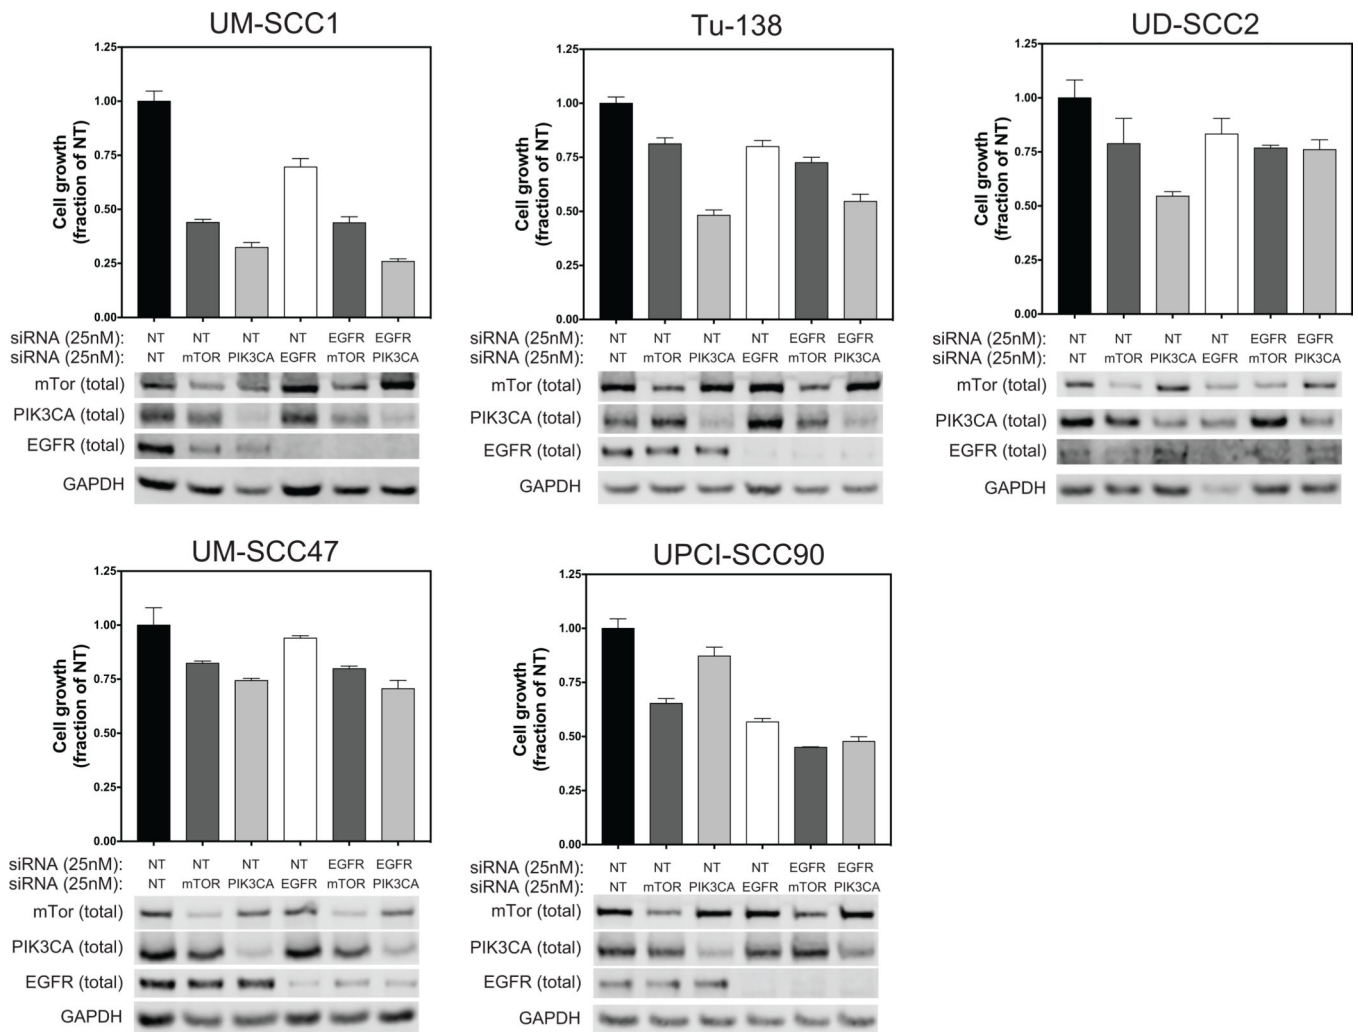 UM-SCC1
Cell growth
(fraction of NT)
1.25
1.00
0.75
0.50
0.25
0.00
siRNA (25nM): NT NT NT NT EGFR EGFR
siRNA (25nM): NT mTOR PIK3CA EGFR mTOR PIK3CA
mTor (total)
PIK3CA (total)
EGFR (total)
GAPDH
Tu-138
Cell growth
(fraction of NT)
1.25
1.00
0.75
0.50
0.25
0.00
siRNA (25nM): NT NT NT NT EGFR EGFR
siRNA (25nM): NT mTOR PIK3CA EGFR mTOR PIK3CA
mTor (total)
PIK3CA (total)
EGFR (total)
GAPDH
UD-SCC2
Cell growth
(fraction of NT)
1.25
1.00
0.75
0.50
0.25
0.00
siRNA (25nM): NT NT NT NT EGFR EGFR
siRNA (25nM): NT mTOR PIK3CA EGFR mTOR PIK3CA
mTor (total)
PIK3CA (total)
EGFR (total)
GAPDH
UM-SCC47
Cell growth
(fraction of NT)
1.25
1.00
0.75
0.50
0.25
0.00
siRNA (25nM): NT NT NT NT EGFR EGFR
siRNA (25nM): NT mTOR PIK3CA EGFR mTOR PIK3CA
mTor (total)
PIK3CA (total)
EGFR (total)
GAPDH
UPCI-SCC90
Cell growth
(fraction of NT)
1.25
1.00
0.75
0.50
0.25
0.00
siRNA (25nM): NT NT NT NT EGFR EGFR
siRNA (25nM): NT mTOR PIK3CA EGFR mTOR PIK3CA
mTor (total)
PIK3CA (total)
EGFR (total)
GAPDH